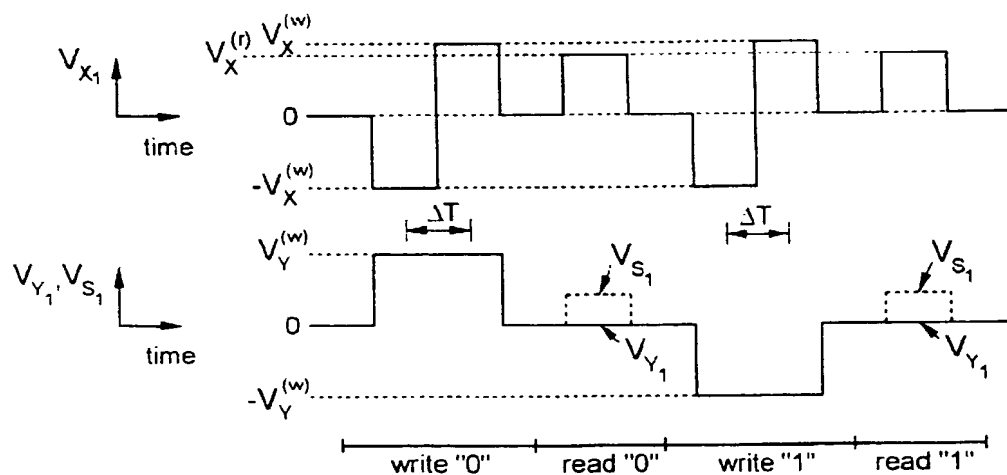 V_X^(w)
V_X^(r)
V_X1
0
time
-V_X^(w)
ΔT
ΔT
V_Y^(w)
V_S1
V_S1
V_Y1, V_S1
0
time
V_Y1
V_Y1
-V_Y^(w)
write "0" read "0" write "1" read "1"